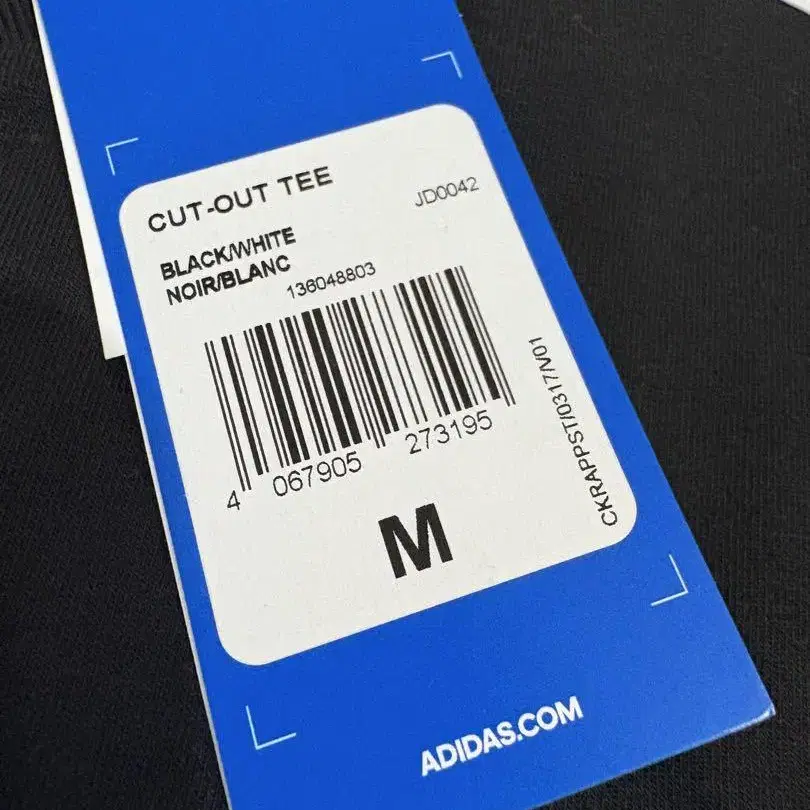 CUT-OUT TEE
JD0042
BLACK/WHITE
NOIR/BLANC
136048803
4 067905 273195
CKRAPPST/0317/V01
M
ADIDAS.COM